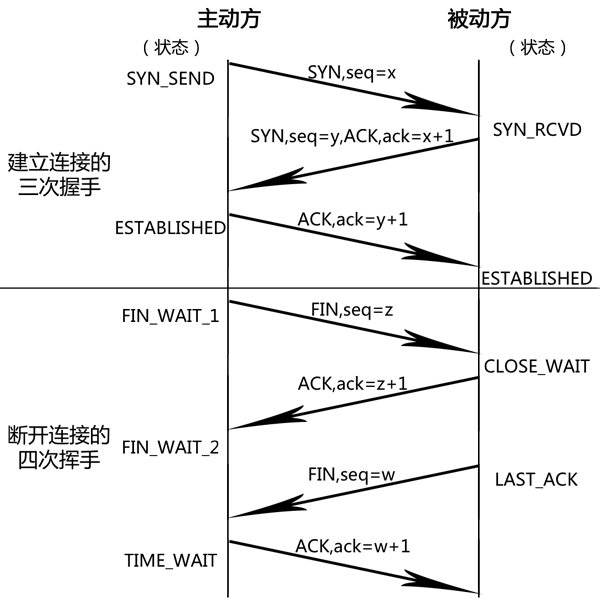 主动方
被动方
（状态）
（状态）
SYN_SEND
SYN,seq=x
SYN_RCVD
SYN,seq=y,ACK,ack=x+1
建立连接的
三次握手
ESTABLISHED
ACK,ack=y+1
ESTABLISHED
FIN_WAIT_1
FIN,seq=z
CLOSE_WAIT
ACK,ack=z+1
断开连接的
四次挥手
FIN_WAIT_2
FIN,seq=w
LAST_ACK
ACK,ack=w+1
TIME_WAIT